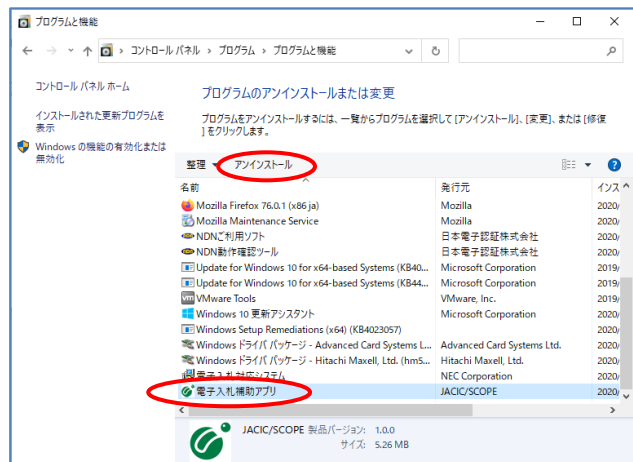 プログラムと機能
コントロール パネル › プログラム › プログラムと機能
コントロール パネル ホーム
インストールされた更新プログラムを
表示
Windows の機能の有効化または
無効化
プログラムのアンインストールまたは変更
プログラムをアンインストールするには、一覧からプログラムを選択して [アンインストール]、[変更]、または [修復
] をクリックします。
整理 アンインストール
名前 発行元 インス
Mozilla Firefox 76.0.1 (x86 ja) Mozilla 2020/
Mozilla Maintenance Service Mozilla 2020/
NDNご利用ソフト 日本電子認証株式会社 2020/
NDN動作確認ツール 日本電子認証株式会社 2020/
Update for Windows 10 for x64-based Systems (KB40... Microsoft Corporation 2019/
Update for Windows 10 for x64-based Systems (KB44... Microsoft Corporation 2019/
VMware Tools VMware, Inc. 2019/
Windows 10 更新アシスタント Microsoft Corporation 2020/
Windows Setup Remediations (x64) (KB4023057) 2020/
Windows ドライバ パッケージ - Advanced Card Systems L... Advanced Card Systems Ltd. 2020/
Windows ドライバ パッケージ - Hitachi Maxell, Ltd. (hm5... Hitachi Maxell, Ltd. 2020/
電子入札対応システム NEC Corporation 2020/
電子入札補助アプリ JACIC/SCOPE 2020/
JACIC/SCOPE 製品バージョン: 1.0.0
サイズ: 5.26 MB